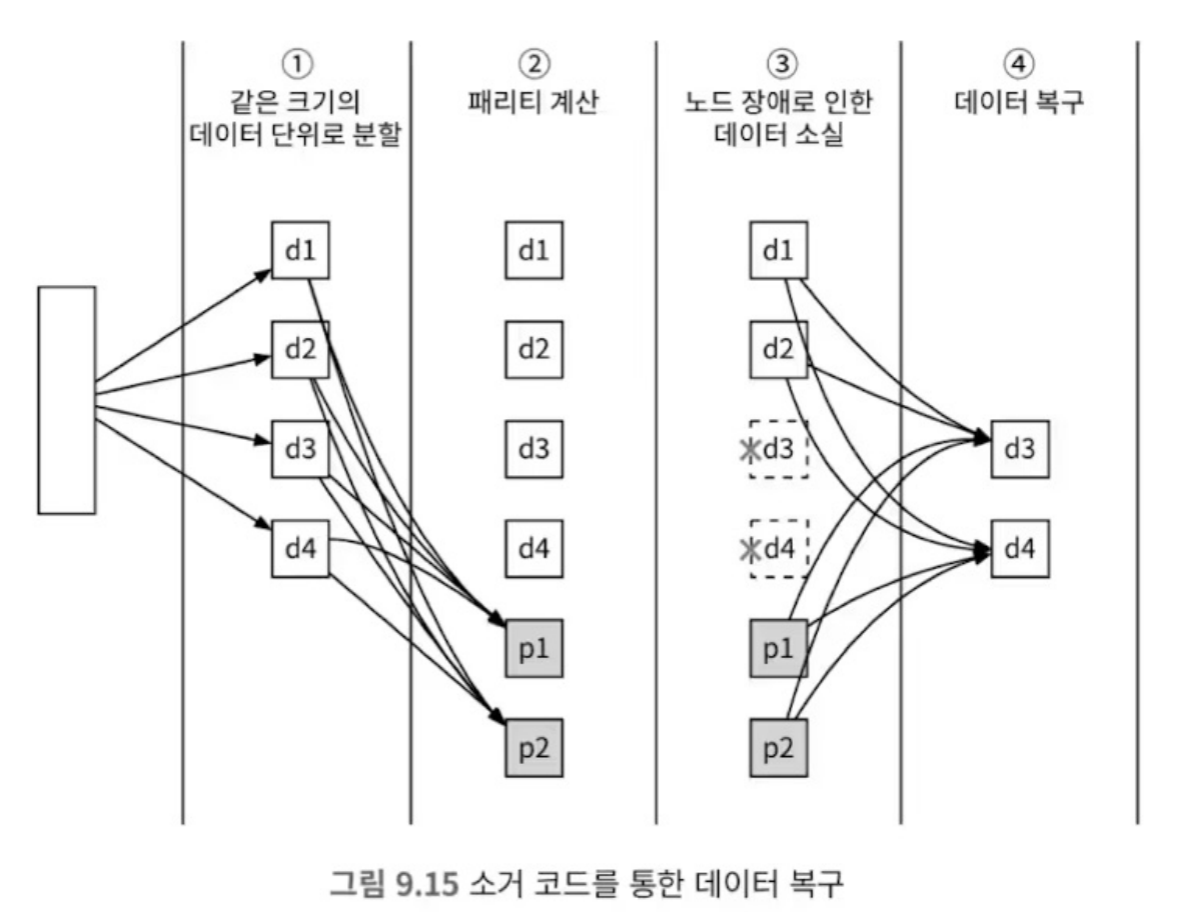 ①
같은 크기의
데이터 단위로 분할
②
패리티 계산
③
노드 장애로 인한
데이터 소실
④
데이터 복구
d1
d2
d3
d4
d1
d2
d3
d4
p1
p2
d1
d2
d3
d4
p1
p2
d3
d4
그림 9.15 소거 코드를 통한 데이터 복구